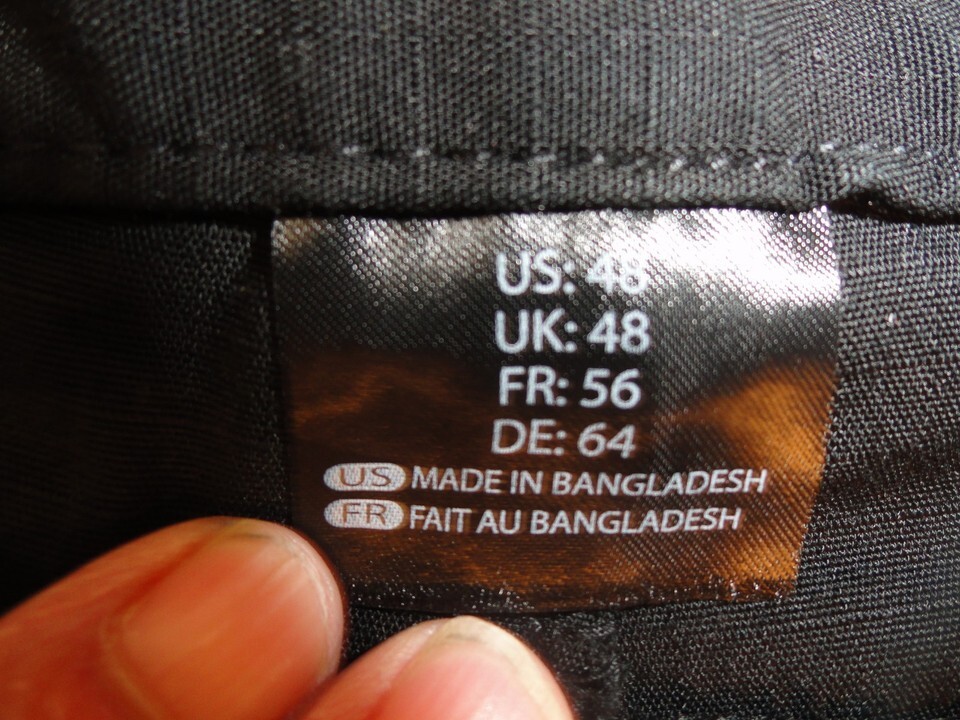 US: 48
UK: 48
FR: 56
DE: 64
US MADE IN BANGLADESH
FR FAIT AU BANGLADESH